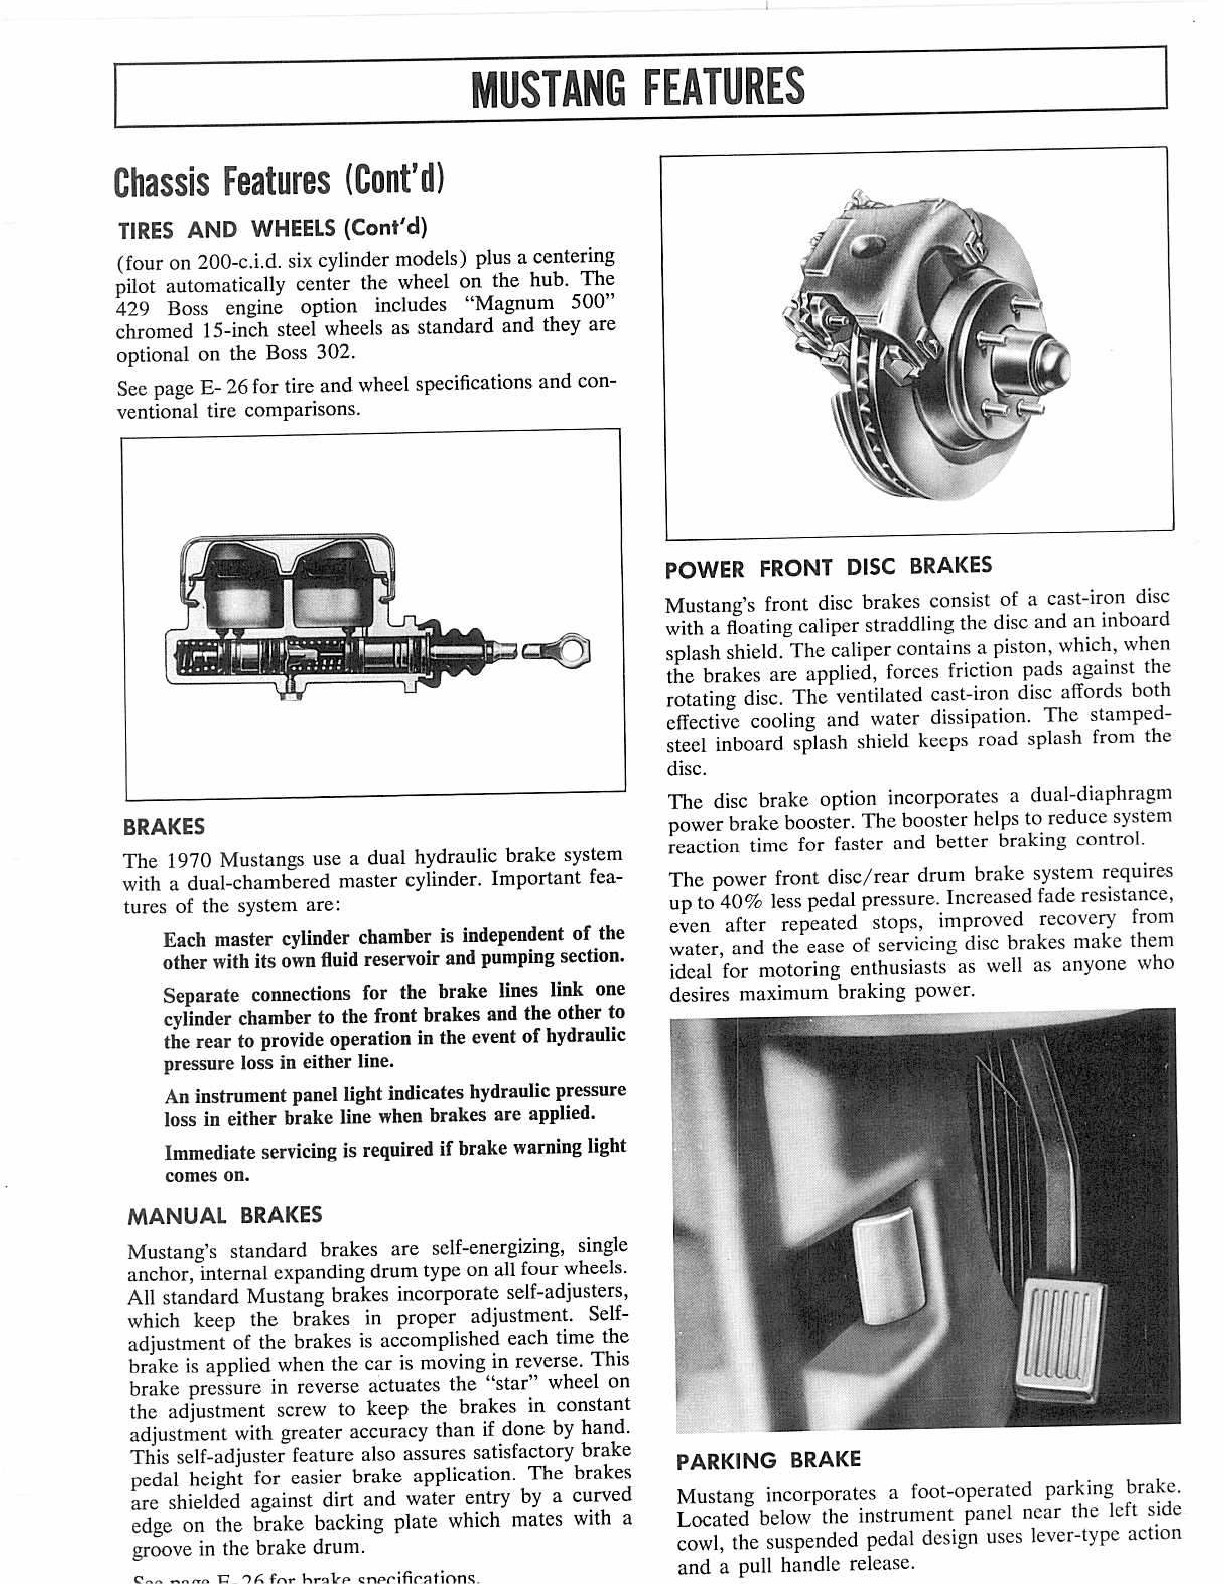 MUSTANG FEATURES
Chassis Features (Cont'd)
TIRES AND WHEELS (Cont'd)
(four on 200-c.i.d. six cylinder models) plus a centering
pilot automatically center the wheel on the hub. The
429 Boss engine option includes “Magnum 500”
chromed 15-inch steel wheels as standard and they are
optional on the Boss 302.
See page E- 26 for tire and wheel specifications and con-
ventional tire comparisons.
BRAKES
The 1970 Mustangs use a dual hydraulic brake system
with a dual-chambered master cylinder. Important fea-
tures of the system are:
Each master cylinder chamber is independent of the
other with its own fluid reservoir and pumping section.
Separate connections for the brake lines link one
cylinder chamber to the front brakes and the other to
the rear to provide operation in the event of hydraulic
pressure loss in either line.
An instrument panel light indicates hydraulic pressure
loss in either brake line when brakes are applied.
Immediate servicing is required if brake warning light
comes on.
MANUAL BRAKES
Mustang's standard brakes are self-energizing, single
anchor, internal expanding drum type on all four wheels.
All standard Mustang brakes incorporate self-adjusters,
which keep the brakes in proper adjustment. Self-
adjustment of the brakes is accomplished each time the
brake is applied when the car is moving in reverse. This
brake pressure in reverse actuates the “star” wheel on
the adjustment screw to keep the brakes in constant
adjustment with greater accuracy than if done by hand.
This self-adjuster feature also assures satisfactory brake
pedal height for easier brake application. The brakes
are shielded against dirt and water entry by a curved
edge on the brake backing plate which mates with a
groove in the brake drum.
See page E- 26 for brake specifications.
POWER FRONT DISC BRAKES
Mustang's front disc brakes consist of a cast-iron disc
with a floating caliper straddling the disc and an inboard
splash shield. The caliper contains a piston, which, when
the brakes are applied, forces friction pads against the
rotating disc. The ventilated cast-iron disc affords both
effective cooling and water dissipation. The stamped-
steel inboard splash shield keeps road splash from the
disc.
The disc brake option incorporates a dual-diaphragm
power brake booster. The booster helps to reduce system
reaction time for faster and better braking control.
The power front disc/rear drum brake system requires
up to 40% less pedal pressure. Increased fade resistance,
even after repeated stops, improved recovery from
water, and the ease of servicing disc brakes make them
ideal for motoring enthusiasts as well as anyone who
desires maximum braking power.
PARKING BRAKE
Mustang incorporates a foot-operated parking brake.
Located below the instrument panel near the left side
cowl, the suspended pedal design uses lever-type action
and a pull handle release.